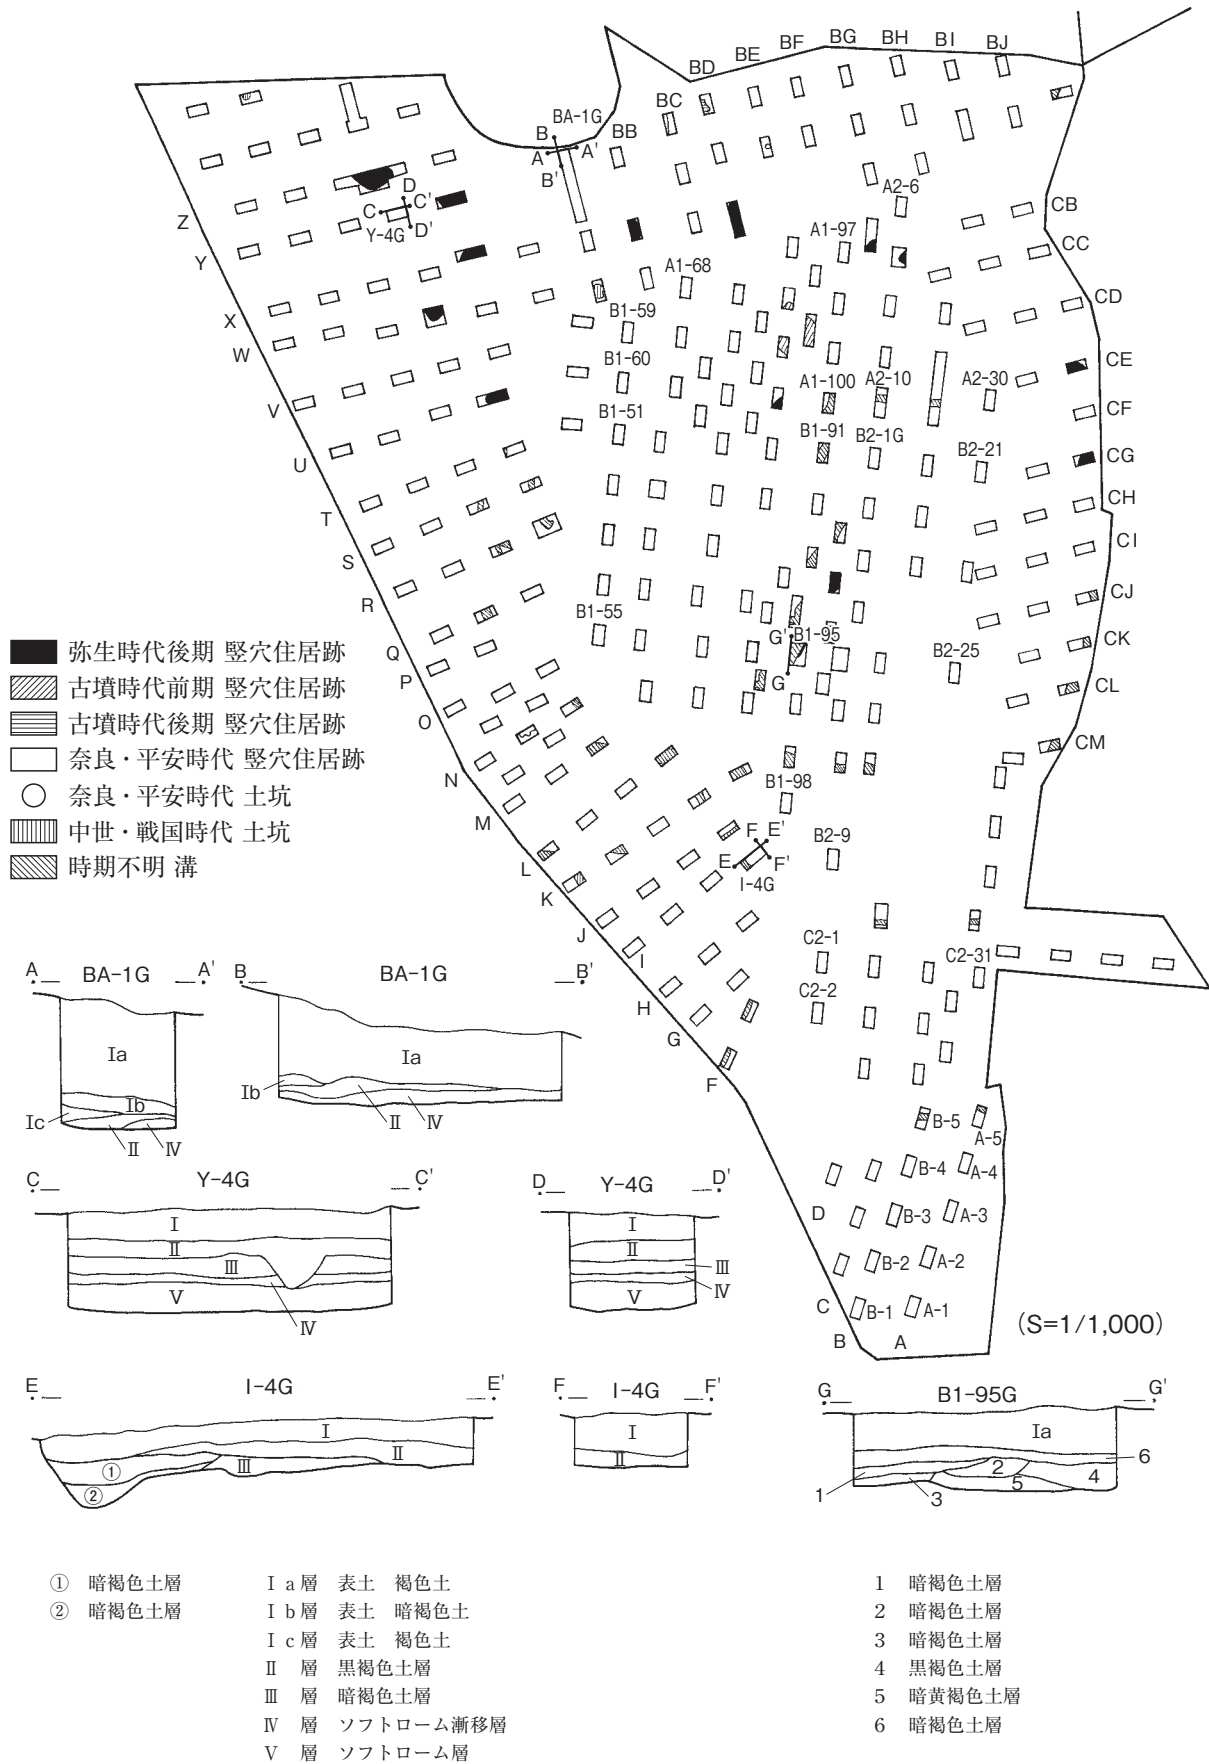 BG
BH
BI
BJ
BF
BE
BD
BC
BB
BA-1G
B
A
A'
B'
Z
Y
X
W
V
U
T
S
R
Q
P
O
N
M
L
K
J
I
H
G
F
D
C
B
A
D
C
C'
D'
Y-4G
A2-6
A1-97
A1-68
B1-59
B1-60
B1-51
A1-100
A2-10
A2-30
B1-91
B2-1G
B2-21
B1-55
G'
B1-95
G
B2-25
B1-98
F
E'
E
F'
I-4G
B2-9
C2-1
C2-2
C2-31
CB
CC
CD
CE
CF
CG
CH
CI
CJ
CK
CL
CM
B-5
A-5
B-4
A-4
B-3
A-3
B-2
A-2
B-1
A-1
(S=1/1,000)
弥生時代後期 竪穴住居跡
古墳時代前期 竪穴住居跡
古墳時代後期 竪穴住居跡
奈良・平安時代 竪穴住居跡
奈良・平安時代 土坑
中世・戦国時代 土坑
時期不明 溝
A BA-1G A'
Ia
Ib
Ic
Ⅱ Ⅳ
B BA-1G B'
Ia
Ib
Ⅱ Ⅳ
C Y-4G C'
Ⅰ
Ⅱ
Ⅲ
Ⅴ
Ⅳ
D Y-4G D'
Ⅰ
Ⅱ
Ⅲ
Ⅳ
Ⅴ
E I-4G E'
Ⅰ
Ⅱ
①
Ⅲ
②
F I-4G F'
Ⅰ
Ⅱ
G B1-95G G'
Ia
6
2
4
5
1
3
① 暗褐色土層
② 暗褐色土層
Ⅰa層 表土 褐色土
Ⅰb層 表土 暗褐色土
Ⅰc層 表土 褐色土
Ⅱ 層 黒褐色土層
Ⅲ 層 暗褐色土層
Ⅳ 層 ソフトローム漸移層
Ⅴ 層 ソフトローム層
1 暗褐色土層
2 暗褐色土層
3 暗褐色土層
4 黒褐色土層
5 暗黄褐色土層
6 暗褐色土層